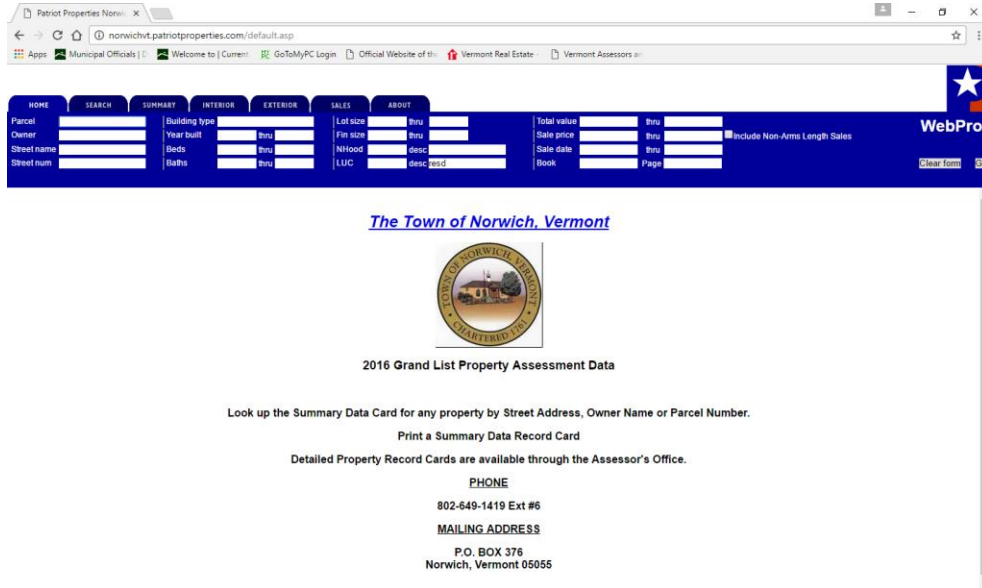 Patriot Properties Norwi
norwichvt.patriotproperties.com/default.asp
Apps Municipal Officials | D Welcome to | Current GoToMyPC Login Official Website of the Vermont Real Estate - Vermont Assessors an
HOME SEARCH SUMMARY INTERIOR EXTERIOR SALES ABOUT
Parcel Building type Lot size thru Total value thru
Owner Year built thru Fin size thru Sale price thru Include Non-Arms Length Sales
Street name Beds thru NHood desc Sale date thru
Street num Baths thru LUC desc resd Book Page
WebPro
Clear form G
The Town of Norwich, Vermont
TOWN OF NORWICH, VERMONT
CHARTERED 1761
2016 Grand List Property Assessment Data
Look up the Summary Data Card for any property by Street Address, Owner Name or Parcel Number.
Print a Summary Data Record Card
Detailed Property Record Cards are available through the Assessor's Office.
PHONE
802-649-1419 Ext #6
MAILING ADDRESS
P.O. BOX 376
Norwich, Vermont 05055